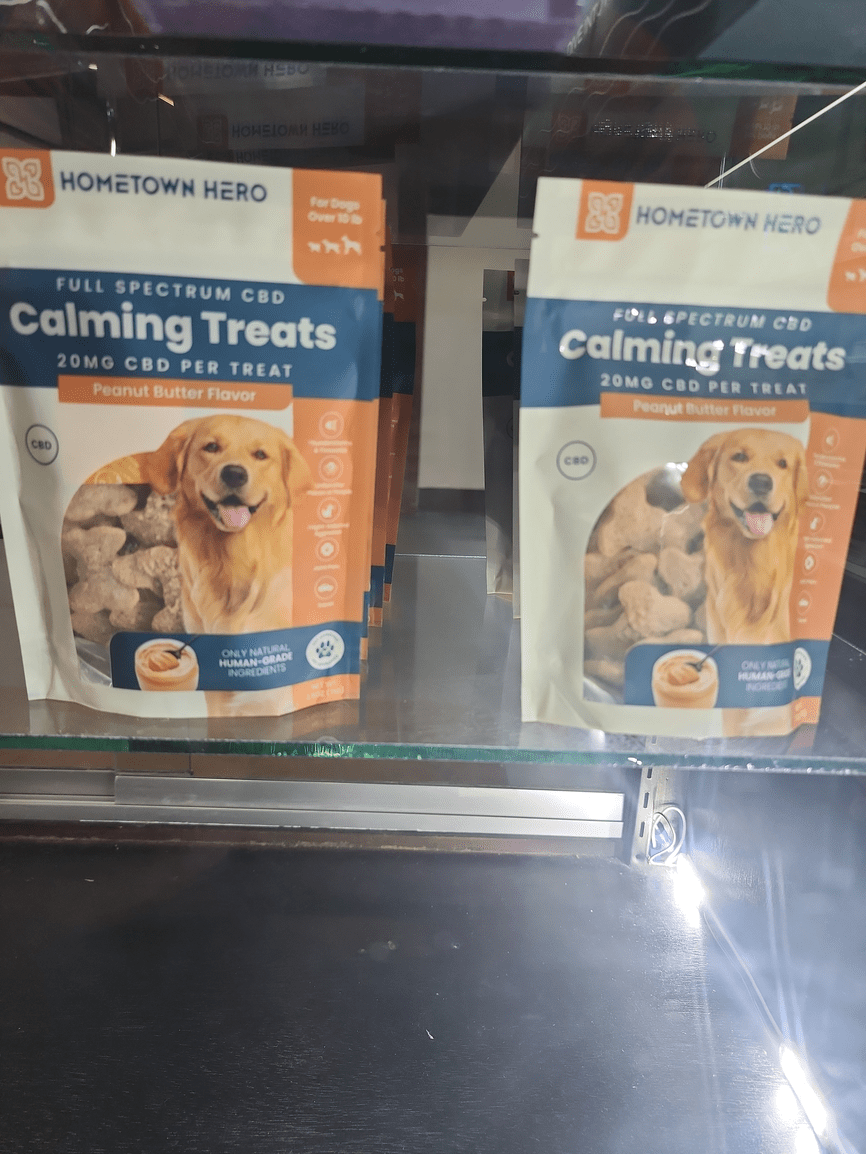 HOMETOWN HERO
For Dogs
Over 10 lb
FULL SPECTRUM CBD
Calming Treats
20MG CBD PER TREAT
Peanut Butter Flavor
CBD
ONLY NATURAL
HUMAN-GRADE
INGREDIENTS
HOMETOWN HERO
FULL SPECTRUM CBD
Calming Treats
20MG CBD PER TREAT
Peanut Butter Flavor
CBD
ONLY NATURAL